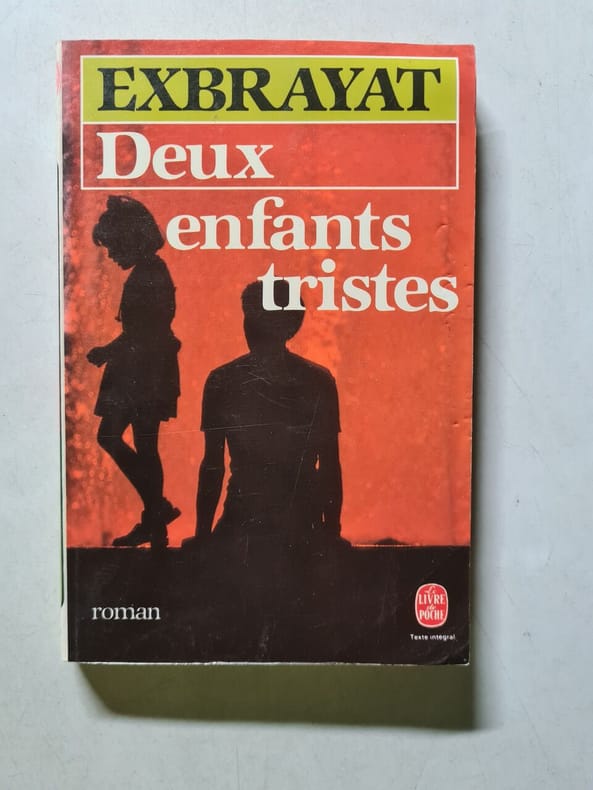 EXBRAYAT
Deux
enfants
tristes
roman
Le
LIVRE
de
POCHE
Texte intégral